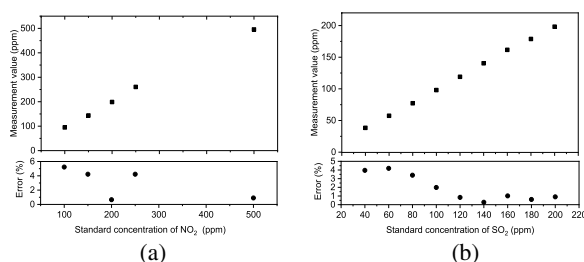 500
400
300
200
100
0
Measurement value (ppm)
6
4
2
0
Error (%)
100 200 300 400 500
Standard concentration of NO₂ (ppm)
(a)
200
150
100
50
0
Measurement value (ppm)
5
4
3
2
1
0
Error (%)
20 40 60 80 100 120 140 160 180 200 220
Standard concentration of SO₂ (ppm)
(b)